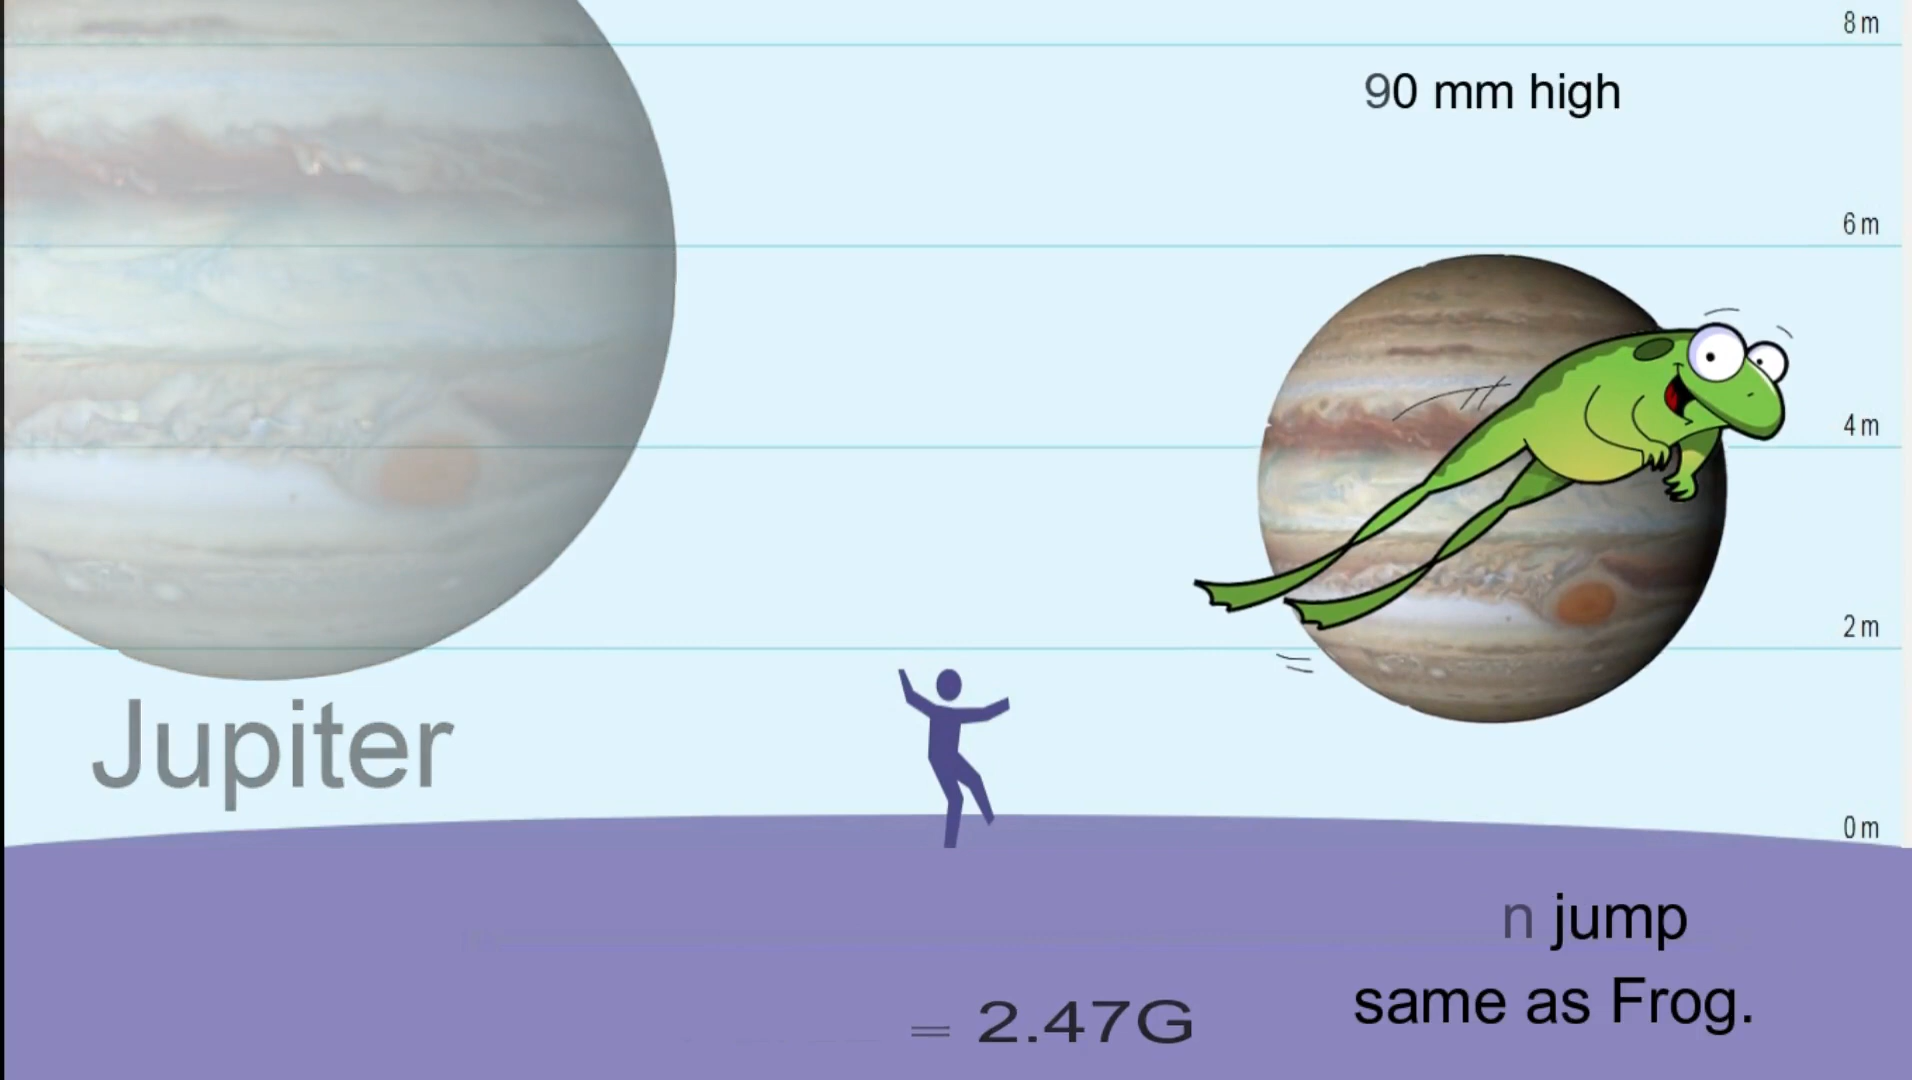 8 m
90 mm high
6 m
4 m
2 m
Jupiter
0 m
n jump
same as Frog.
= 2.47G